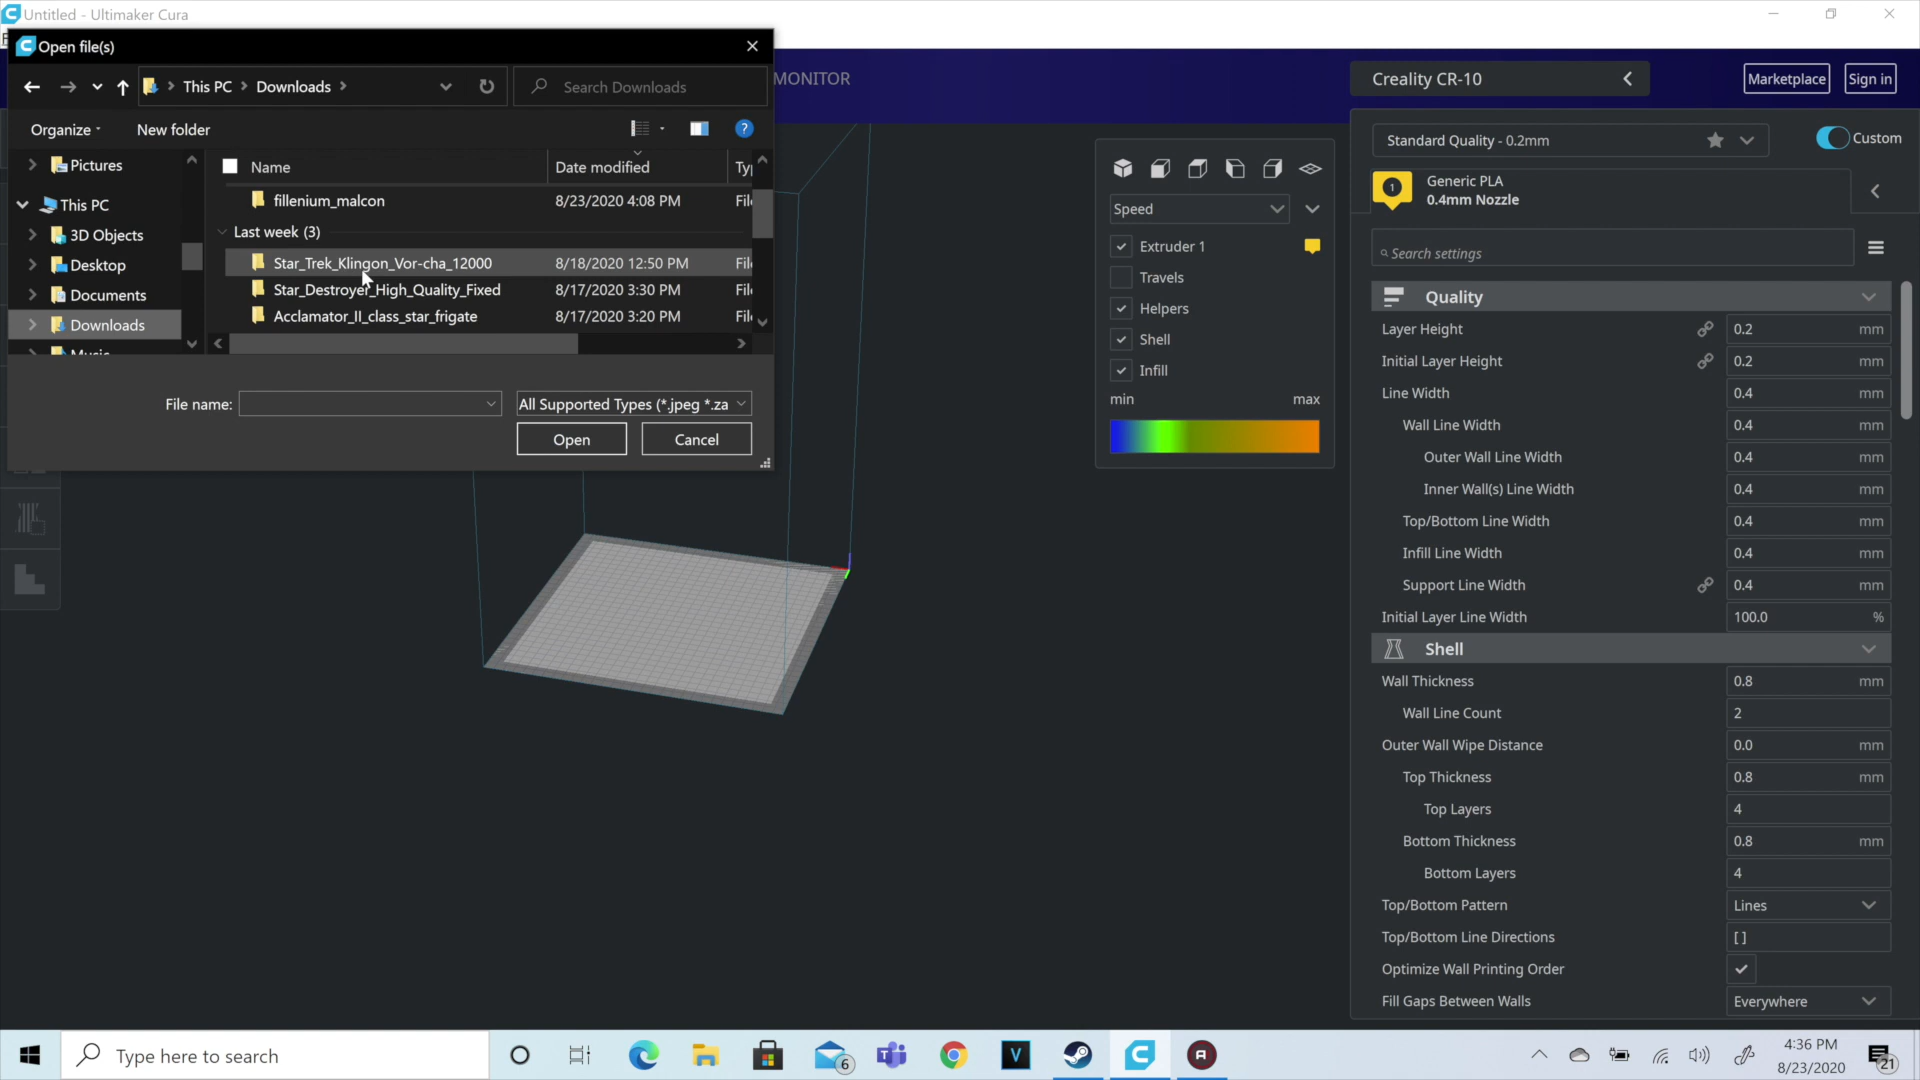 Untitled - Ultimaker Cura
Open file(s)
This PC
Downloads
Search Downloads
MONITOR
Creality CR-10
Marketplace
Sign in
Organize
New folder
Standard Quality - 0.2mm
Custom
Pictures
Name
Date modified
fillenium_malcon
8/23/2020 4:08 PM
Generic PLA
1
0.4mm Nozzle
This PC
Last week (3)
Speed
3D Objects
Extruder 1
Search settings
Desktop
Star_Trek_Klingon_Vor-cha_12000
8/18/2020 12:50 PM
Travels
Documents
Star_Destroyer_High_Quality_Fixed
8/17/2020 3:30 PM
Helpers
Quality
Downloads
Acclamator_II_class_star_frigate
8/17/2020 3:20 PM
Shell
Layer Height
0.2
mm
Infill
Initial Layer Height
0.2
mm
File name:
All Supported Types (*.jpeg *.za
min
max
Line Width
0.4
mm
Open
Cancel
Wall Line Width
0.4
mm
Outer Wall Line Width
0.4
mm
Inner Wall(s) Line Width
0.4
mm
Top/Bottom Line Width
0.4
mm
Infill Line Width
0.4
mm
Support Line Width
0.4
mm
Initial Layer Line Width
100.0
%
Shell
Wall Thickness
0.8
mm
Wall Line Count
2
Outer Wall Wipe Distance
0.0
mm
Top Thickness
0.8
mm
Top Layers
4
Bottom Thickness
0.8
mm
Bottom Layers
4
Top/Bottom Pattern
Lines
Top/Bottom Line Directions
[ ]
Optimize Wall Printing Order
Fill Gaps Between Walls
Everywhere
Type here to search
6
V
4:36 PM
8/23/2020
21